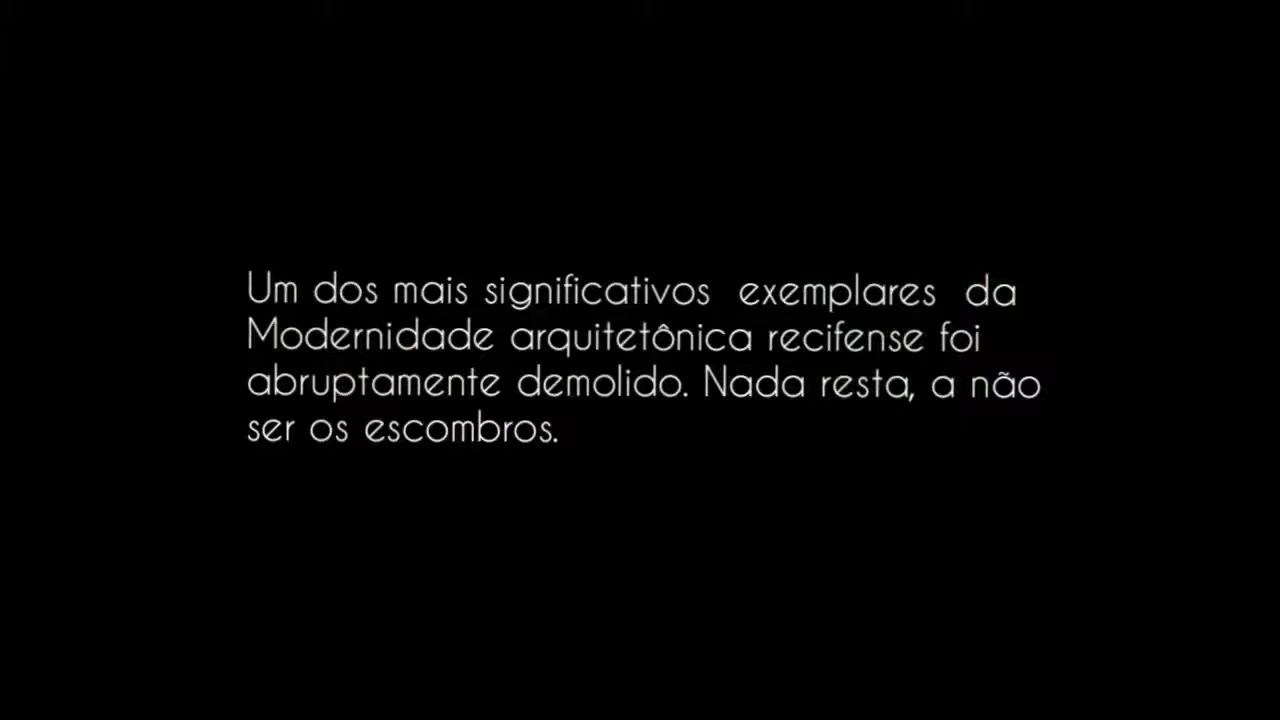 Um dos mais significativos exemplares da
Modernidade arquitetônica recifense foi
abruptamente demolido. Nada resta, a não
ser os escombros.